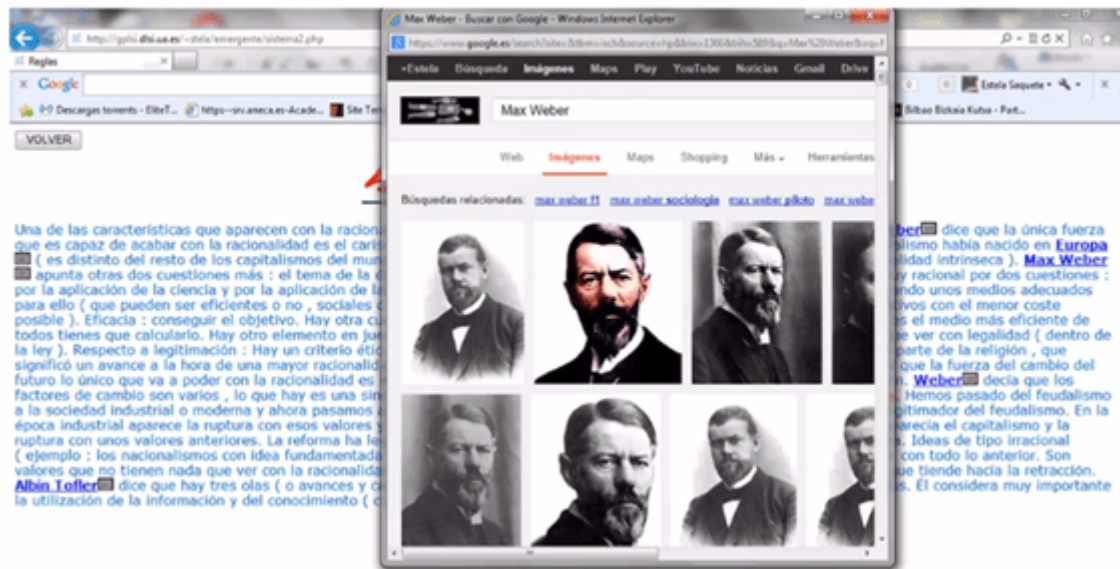 Max Weber - Buscar con Google - Windows Internet Explorer
http://gplsi.dlsi.ua.es/~stela/emergente/sistema2.php
Reglas
Google
Estela Saquete
Descargas torrents - EliteT... https--srv.aneca.es-Acade... Site Ter
Bilbao Bizkaia Kutxa - Part...
VOLVER
+Estela Búsqueda Imágenes Maps Play YouTube Noticias Gmail Drive
Max Weber
Web Imágenes Maps Shopping Más Herramientas
Búsquedas relacionadas: max weber f1 max weber sociologia max weber piloto max webe
Una de las características que aparecen con la raciona ber dice que la única fuerza
que es capaz de acabar con la racionalidad es el caris alismo había nacido en Europa
( es distinto del resto de los capitalismos del mun lidad intrínseca ). Max Weber
apunta otras dos cuestiones más : el tema de la y racional por dos cuestiones :
por la aplicación de la ciencia y por la aplicación de la ando unos medios adecuados
para ello ( que pueden ser eficientes o no , sociales tivos con el menor coste
posible ). Eficacia : conseguir el objetivo. Hay otra cu es el medio más eficiente de
todos tienes que calcularlo. Hay otro elemento en jue e ver con legalidad ( dentro de
la ley ). Respecto a legitimación : Hay un criterio étic parte de la religión , que
significó un avance a la hora de una mayor racionalid que la fuerza del cambio del
futuro lo único que va a poder con la racionalidad es n. Weber decía que los
factores de cambio son varios , lo que hay es una sin . Hemos pasado del feudalismo
a la sociedad industrial o moderna y ahora pasamos a gitimador del feudalismo. En la
época industrial aparece la ruptura con esos valores y parecía el capitalismo y la
ruptura con unos valores anteriores. La reforma ha le a. Ideas de tipo irracional
( ejemplo : los nacionalismos con idea fundamentada con todo lo anterior. Son
valores que no tienen nada que ver con la racionalida ue tiende hacia la retracción.
Albin Tofler dice que hay tres olas ( o avances y c as. Él considera muy importante
la utilización de la información y del conocimiento ( c